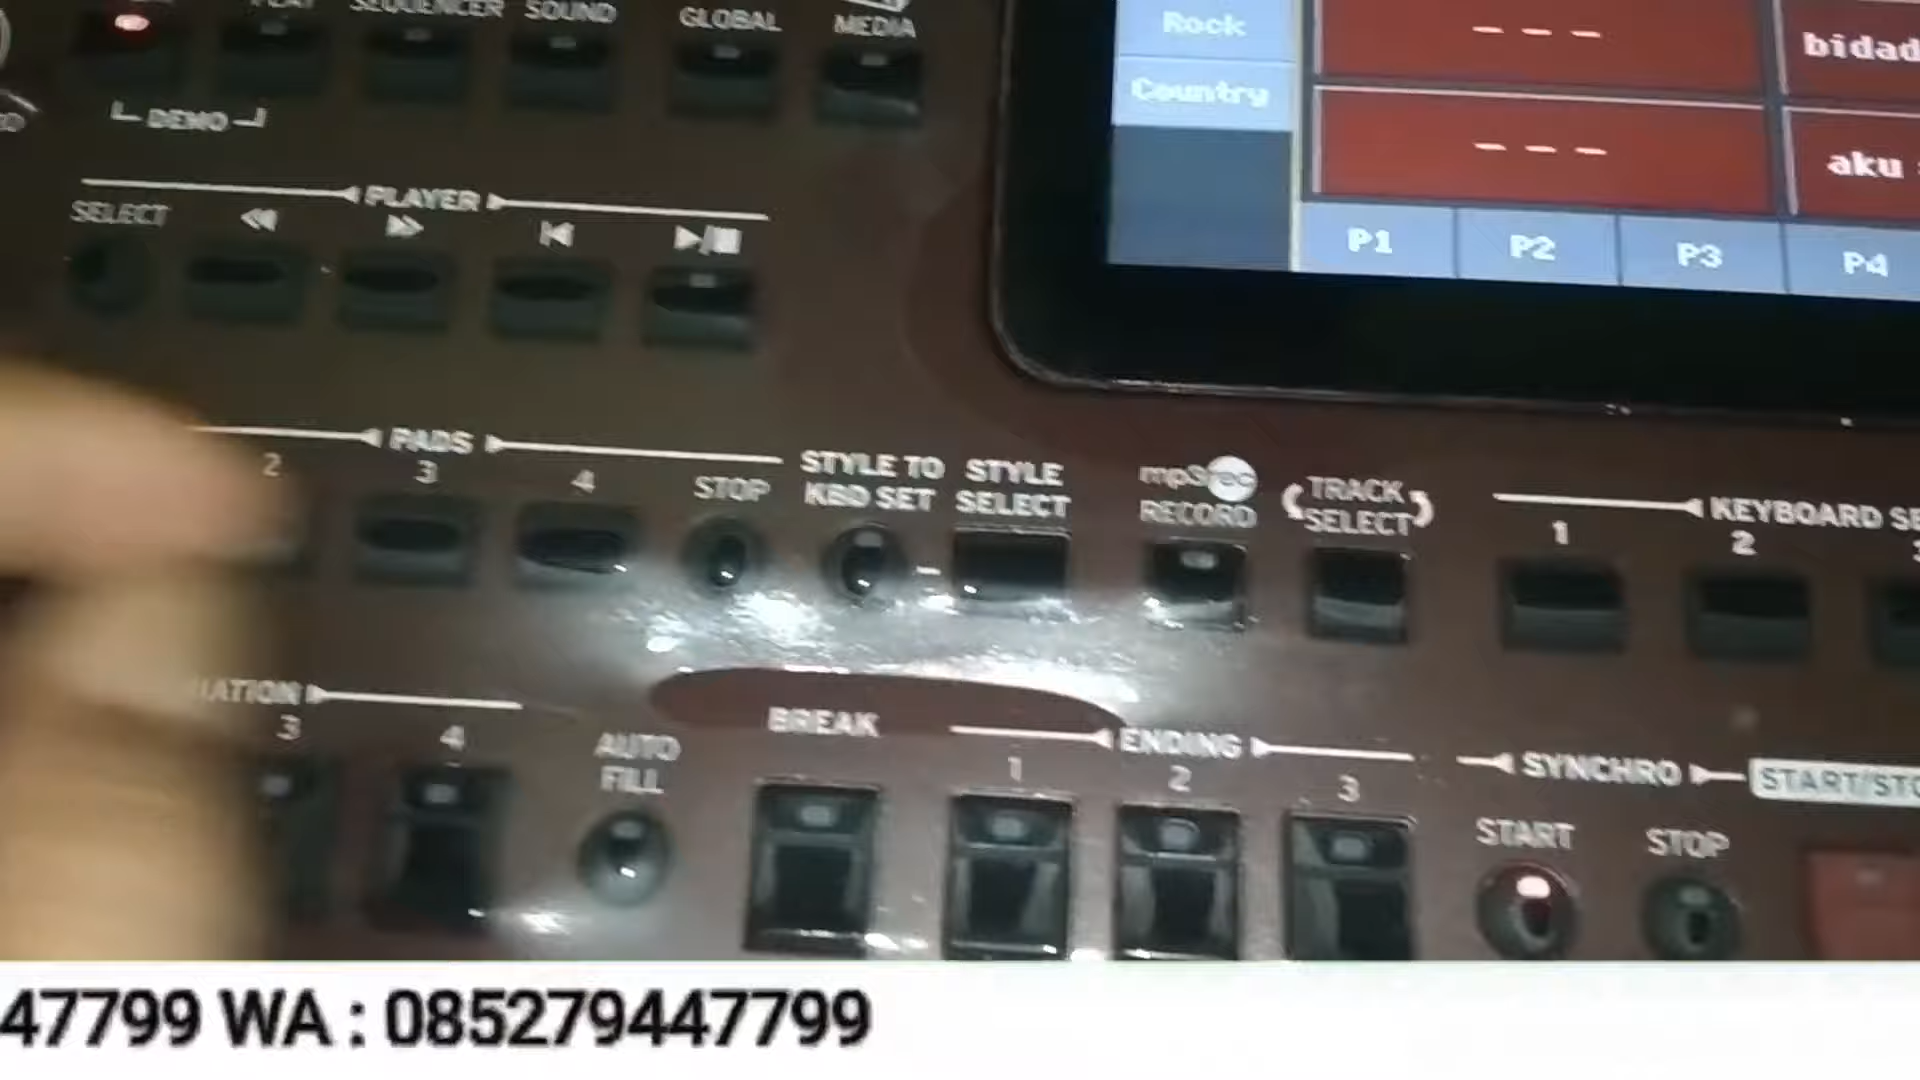 SEQUENCER SOUND GLOBAL MEDIA
DEMO
PLAYER
SELECT
PADS
2 3 4 STOP
STYLE TO KBD SET
STYLE SELECT
mp3rec RECORD
TRACK SELECT
KEYBOARD
1 2
3 4
AUTO FILL
BREAK
ENDING
1 2 3
SYNCHRO
START STOP
Rock
Country
- - -
- - -
aku
P1 P2 P3 P4
47799 WA : 085279447799